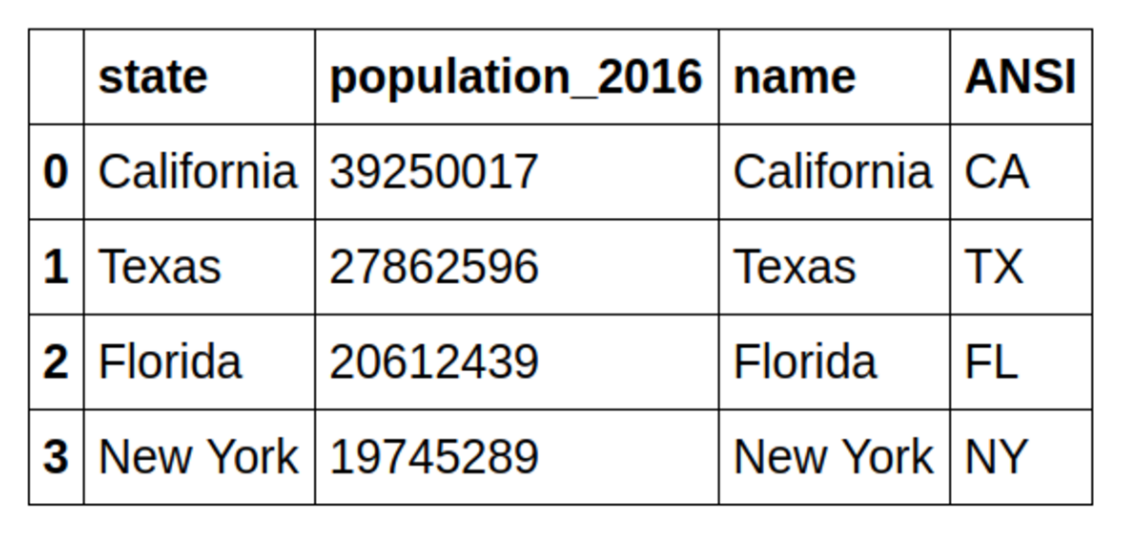 state population_2016 name ANSI
0 California 39250017 California CA
1 Texas 27862596 Texas TX
2 Florida 20612439 Florida FL
3 New York 19745289 New York NY